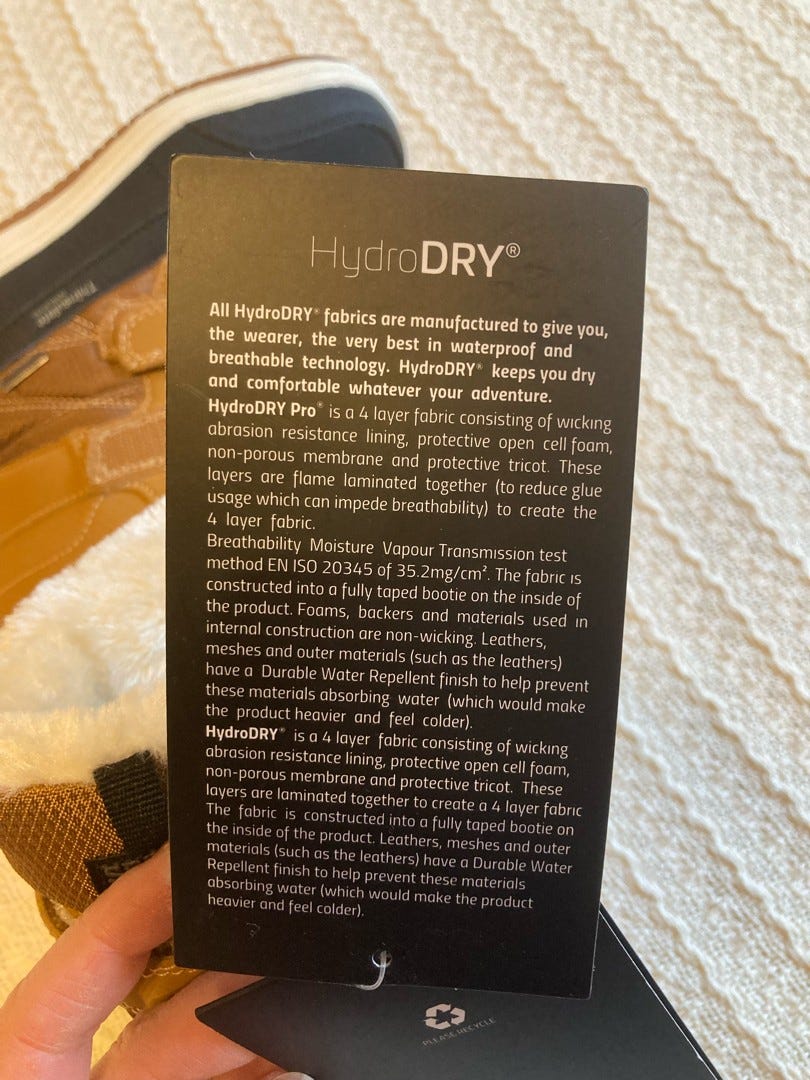 HydroDRY®
All HydroDRY® fabrics are manufactured to give you,
the wearer, the very best in waterproof and
breathable technology. HydroDRY® keeps you dry
and comfortable whatever your adventure.
HydroDRY Pro® is a 4 layer fabric consisting of wicking
abrasion resistance lining, protective open cell foam,
non-porous membrane and protective tricot. These
layers are flame laminated together (to reduce glue
usage which can impede breathability) to create the
4 layer fabric.
Breathability Moisture Vapour Transmission test
method EN ISO 20345 of 35.2mg/cm². The fabric is
constructed into a fully taped bootie on the inside of
the product. Foams, backers and materials used in
internal construction are non-wicking. Leathers,
meshes and outer materials (such as the leathers)
have a Durable Water Repellent finish to help prevent
these materials absorbing water (which would make
the product heavier and feel colder).
HydroDRY® is a 4 layer fabric consisting of wicking
abrasion resistance lining, protective open cell foam,
non-porous membrane and protective tricot. These
layers are laminated together to create a 4 layer fabric
The fabric is constructed into a fully taped bootie on
the inside of the product. Leathers, meshes and outer
materials (such as the leathers) have a Durable Water
Repellent finish to help prevent these materials
absorbing water (which would make the product
heavier and feel colder).
PLEASE RECYCLE